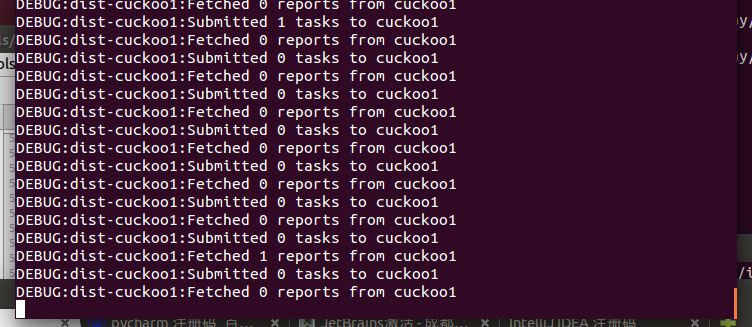 DEBUG:dist-cuckoo1:Fetched 0 reports from cuckoo1
DEBUG:dist-cuckoo1:Submitted 1 tasks to cuckoo1
DEBUG:dist-cuckoo1:Fetched 0 reports from cuckoo1
DEBUG:dist-cuckoo1:Submitted 0 tasks to cuckoo1
DEBUG:dist-cuckoo1:Fetched 0 reports from cuckoo1
DEBUG:dist-cuckoo1:Submitted 0 tasks to cuckoo1
DEBUG:dist-cuckoo1:Fetched 0 reports from cuckoo1
DEBUG:dist-cuckoo1:Submitted 0 tasks to cuckoo1
DEBUG:dist-cuckoo1:Fetched 0 reports from cuckoo1
DEBUG:dist-cuckoo1:Submitted 0 tasks to cuckoo1
DEBUG:dist-cuckoo1:Fetched 0 reports from cuckoo1
DEBUG:dist-cuckoo1:Submitted 0 tasks to cuckoo1
DEBUG:dist-cuckoo1:Fetched 0 reports from cuckoo1
DEBUG:dist-cuckoo1:Submitted 0 tasks to cuckoo1
DEBUG:dist-cuckoo1:Fetched 1 reports from cuckoo1
DEBUG:dist-cuckoo1:Submitted 0 tasks to cuckoo1
DEBUG:dist-cuckoo1:Fetched 0 reports from cuckoo1
pycharm 注册码_百...
JetBrains激活 - 成都...
IntelliJ IDEA 注册码